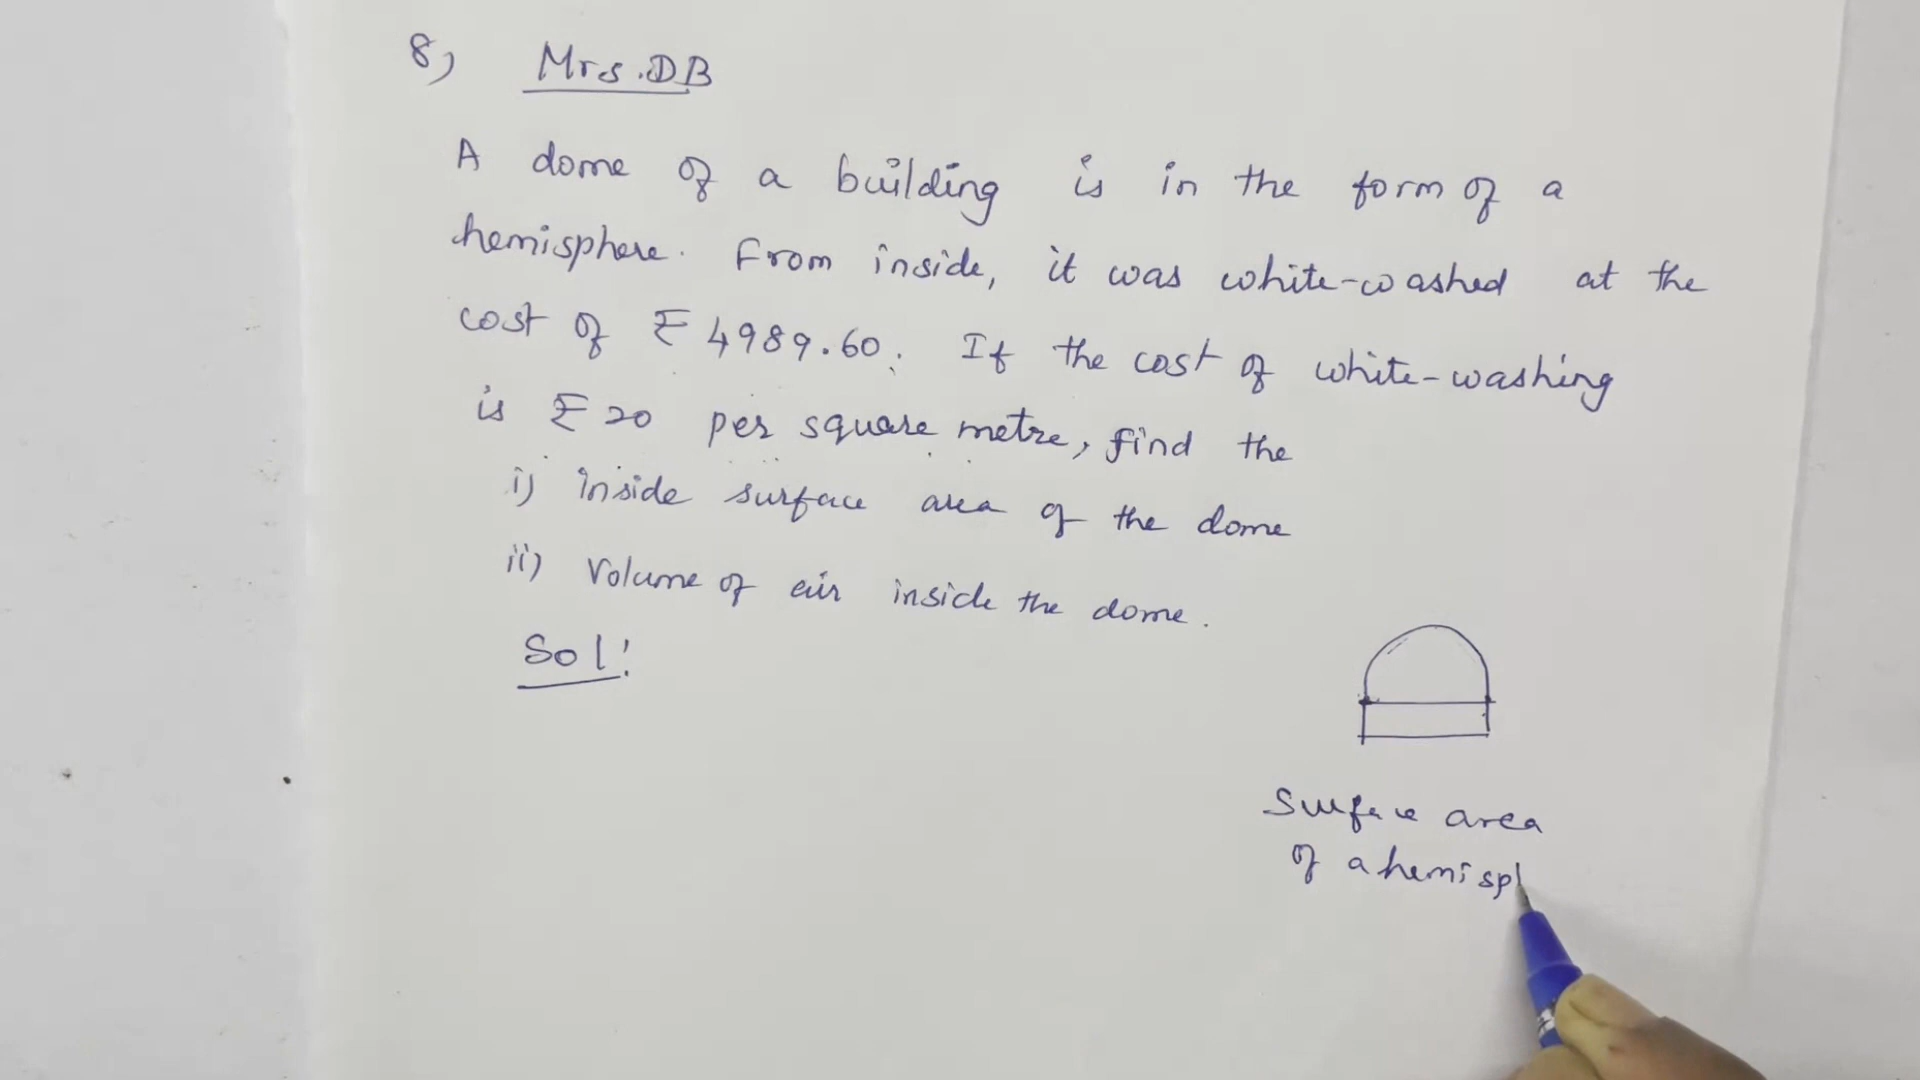 8) Mrs.DB
A dome of a building is in the form of a
hemisphere. From inside, it was white-washed at the
cost of ₹ 4989.60. If the cost of white-washing
is ₹ 20 per square metre, find the
i) inside surface area of the dome
ii) Volume of air inside the dome.
Sol:
Surface area
of a hemisph